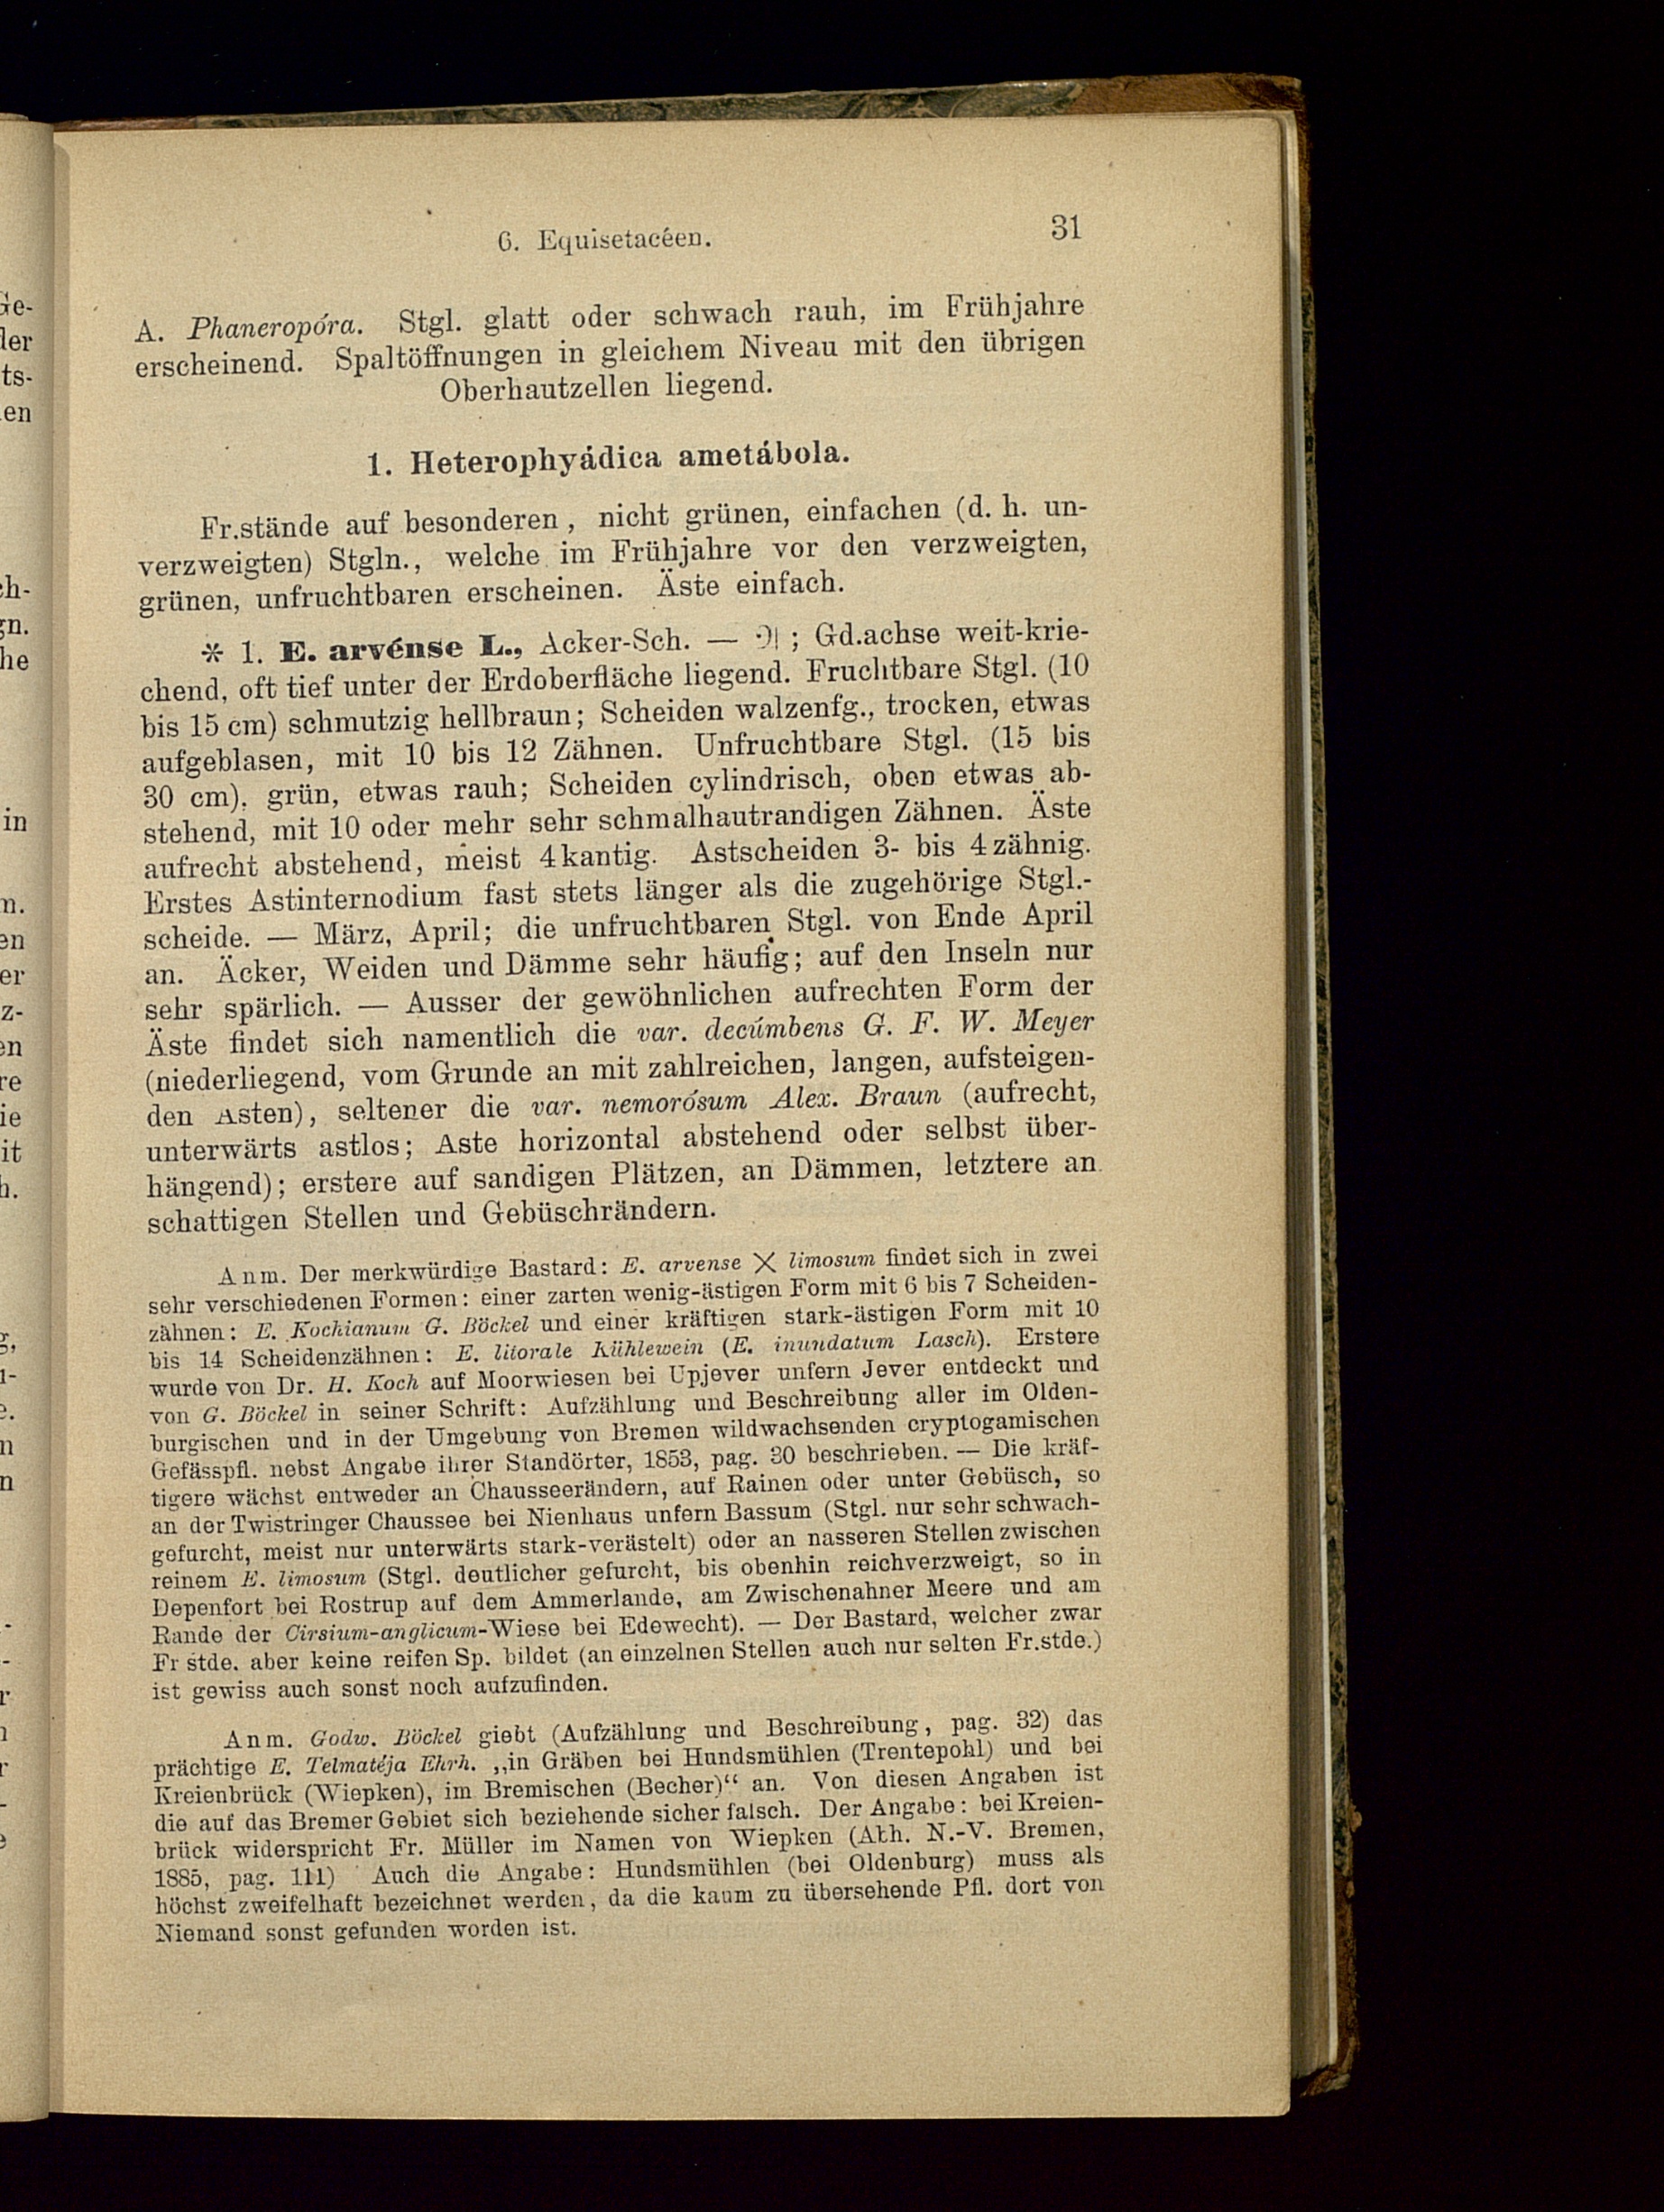 6. Equisetacéen.
31
A. Phaneropóra. Stgl. glatt oder schwach rauh, im Frühjahre
erscheinend. Spaltöffnungen in gleichem Niveau mit den übrigen
Oberhautzellen liegend.
1. Heterophyádica ametábola.
Fr.stände auf besonderen, nicht grünen, einfachen (d. h. un-
verzweigten) Stgln., welche im Frühjahre vor den verzweigten,
grünen, unfruchtbaren erscheinen. Äste einfach.
* 1. E. arvénse L., Acker-Sch. — ♃; Gd.achse weit-krie-
chend, oft tief unter der Erdoberfläche liegend. Fruchtbare Stgl. (10
bis 15 cm) schmutzig hellbraun; Scheiden walzenfg., trocken, etwas
aufgeblasen, mit 10 bis 12 Zähnen. Unfruchtbare Stgl. (15 bis
30 cm), grün, etwas rauh; Scheiden cylindrisch, oben etwas ab-
stehend, mit 10 oder mehr sehr schmalhautrandigen Zähnen. Äste
aufrecht abstehend, meist 4kantig. Astscheiden 3- bis 4zähnig.
Erstes Astinternodium fast stets länger als die zugehörige Stgl.-
scheide. — März, April; die unfruchtbaren Stgl. von Ende April
an. Äcker, Weiden und Dämme sehr häufig; auf den Inseln nur
sehr spärlich. — Ausser der gewöhnlichen aufrechten Form der
Äste findet sich namentlich die var. decúmbens G. F. W. Meyer
(niederliegend, vom Grunde an mit zahlreichen, langen, aufsteigen-
den Asten), seltener die var. nemorósum Alex. Braun (aufrecht,
unterwärts astlos; Aste horizontal abstehend oder selbst über-
hängend); erstere auf sandigen Plätzen, an Dämmen, letztere an
schattigen Stellen und Gebüschrändern.
Anm. Der merkwürdige Bastard: E. arvense × limosum findet sich in zwei
sehr verschiedenen Formen: einer zarten wenig-ästigen Form mit 6 bis 7 Scheiden-
zähnen: E. Kochianum G. Böckel und einer kräftigen stark-ästigen Form mit 10
bis 14 Scheidenzähnen: E. litorale Kühlewein (E. inundatum Lasch). Erstere
wurde von Dr. H. Koch auf Moorwiesen bei Upjever unfern Jever entdeckt und
von G. Böckel in seiner Schrift: Aufzählung und Beschreibung aller im Olden-
burgischen und in der Umgebung von Bremen wildwachsenden cryptogamischen
Gefässpfl. nebst Angabe ihrer Standörter, 1853, pag. 30 beschrieben. — Die kräf-
tigere wächst entweder an Chausseerändern, auf Rainen oder unter Gebüsch, so
an der Twistringer Chaussee bei Nienhaus unfern Bassum (Stgl. nur sehr schwach-
gefurcht, meist nur unterwärts stark-verästelt) oder an nasseren Stellen zwischen
reinem E. limosum (Stgl. deutlicher gefurcht, bis obenhin reichverzweigt, so in
Depenfort bei Rostrup auf dem Ammerlande, am Zwischenahner Meere und am
Rande der Cirsium-anglicum-Wiese bei Edewecht). — Der Bastard, welcher zwar
Fr stde. aber keine reifen Sp. bildet (an einzelnen Stellen auch nur selten Fr.stde.)
ist gewiss auch sonst noch aufzufinden.
Anm. Godw. Böckel giebt (Aufzählung und Beschreibung, pag. 32) das
prächtige E. Telmatéja Ehrh. „in Gräben bei Hundsmühlen (Trentepohl) und bei
Kreienbrück (Wiepken), im Bremischen (Becher)“ an. Von diesen Angaben ist
die auf das Bremer Gebiet sich beziehende sicher falsch. Der Angabe: bei Kreien-
brück widerspricht Fr. Müller im Namen von Wiepken (Abh. N.-V. Bremen,
1885, pag. 111) Auch die Angabe: Hundsmühlen (bei Oldenburg) muss als
höchst zweifelhaft bezeichnet werden, da die kaum zu übersehende Pfl. dort von
Niemand sonst gefunden worden ist.